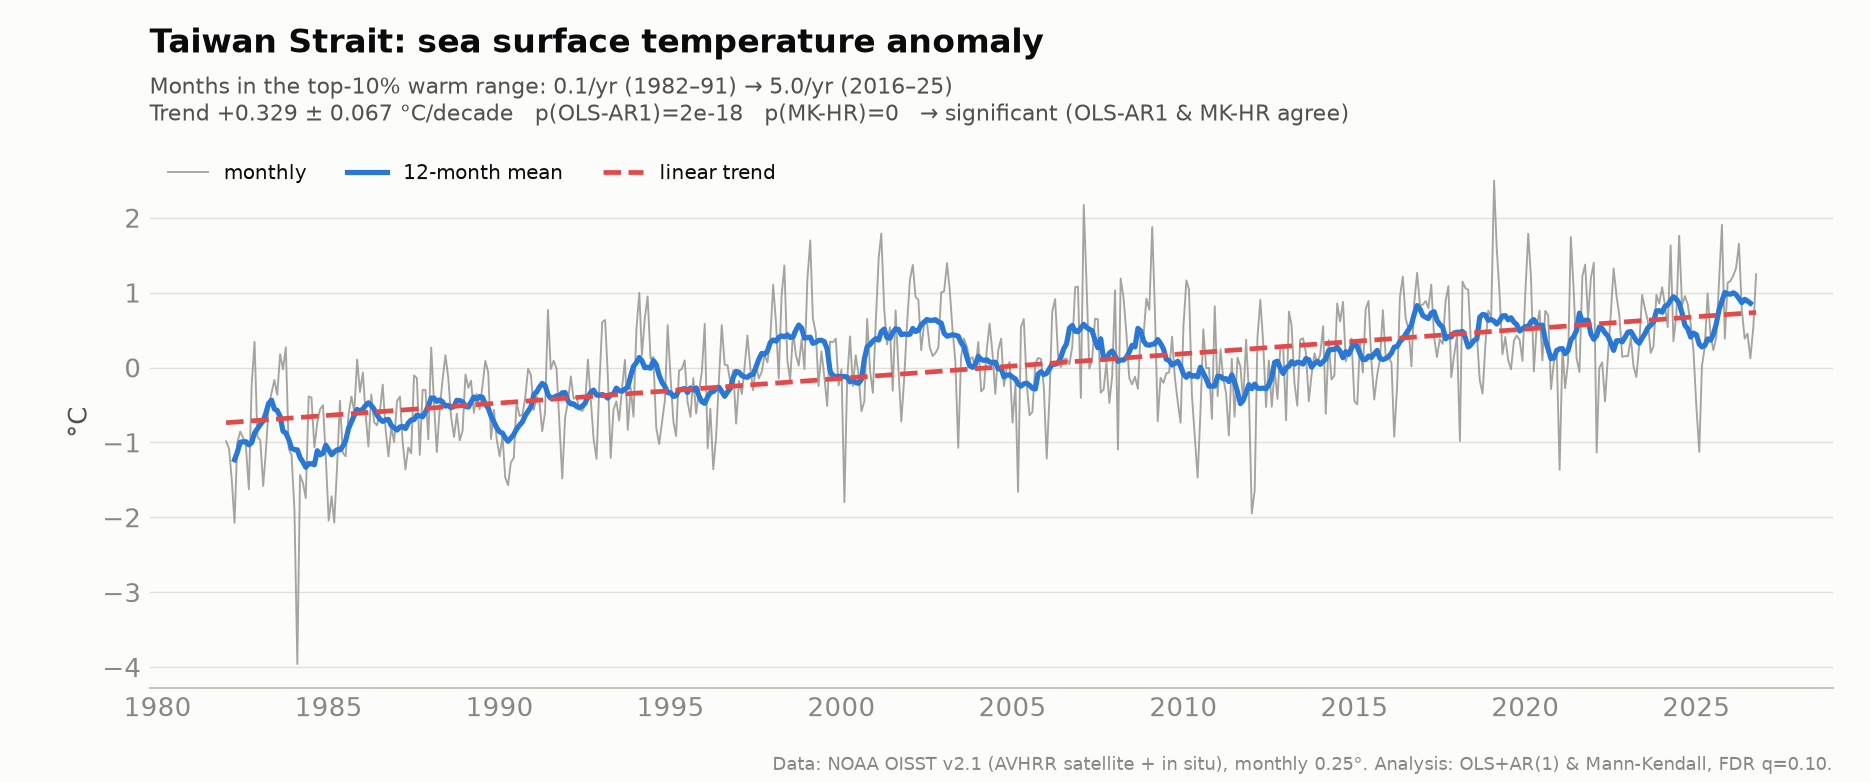 Taiwan Strait: sea surface temperature anomaly
Months in the top-10% warm range: 0.1/yr (1982–91) → 5.0/yr (2016–25)
Trend +0.329 ± 0.067 °C/decade   p(OLS-AR1)=2e-18   p(MK-HR)=0   → significant (OLS-AR1 & MK-HR agree)
monthly   12-month mean   linear trend
2
1
0
−1
−2
−3
−4
°C
1980 1985 1990 1995 2000 2005 2010 2015 2020 2025
Data: NOAA OISST v2.1 (AVHRR satellite + in situ), monthly 0.25°. Analysis: OLS+AR(1) & Mann-Kendall, FDR q=0.10.